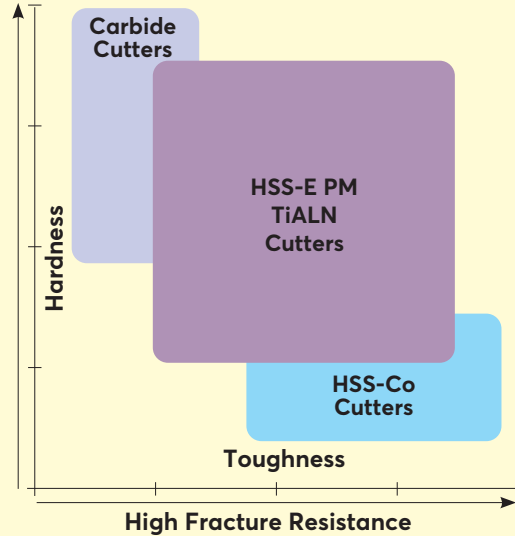 Carbide
Cutters
HSS-E PM
TiALN
Cutters
Hardness
HSS-Co
Cutters
Toughness
High Fracture Resistance